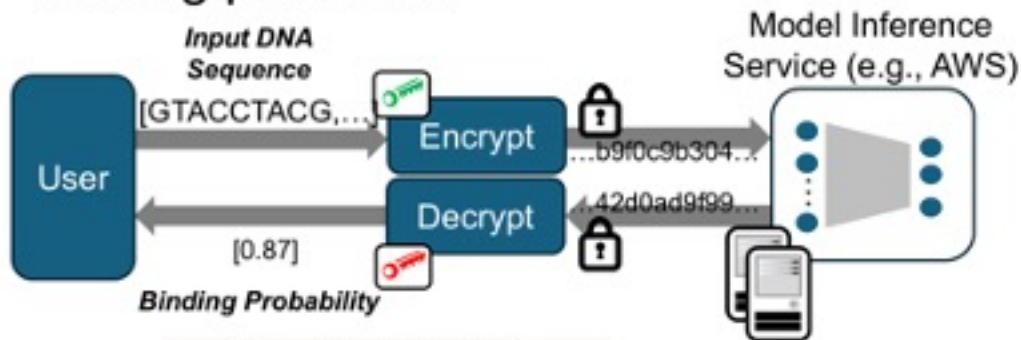 Input DNA
Sequence
Model Inference
Service (e.g., AWS)
[GTACCTACG,...]
User
Encrypt
...b9f0c9b304...
Decrypt
...42d0ad9f99...
[0.87]
Binding Probability